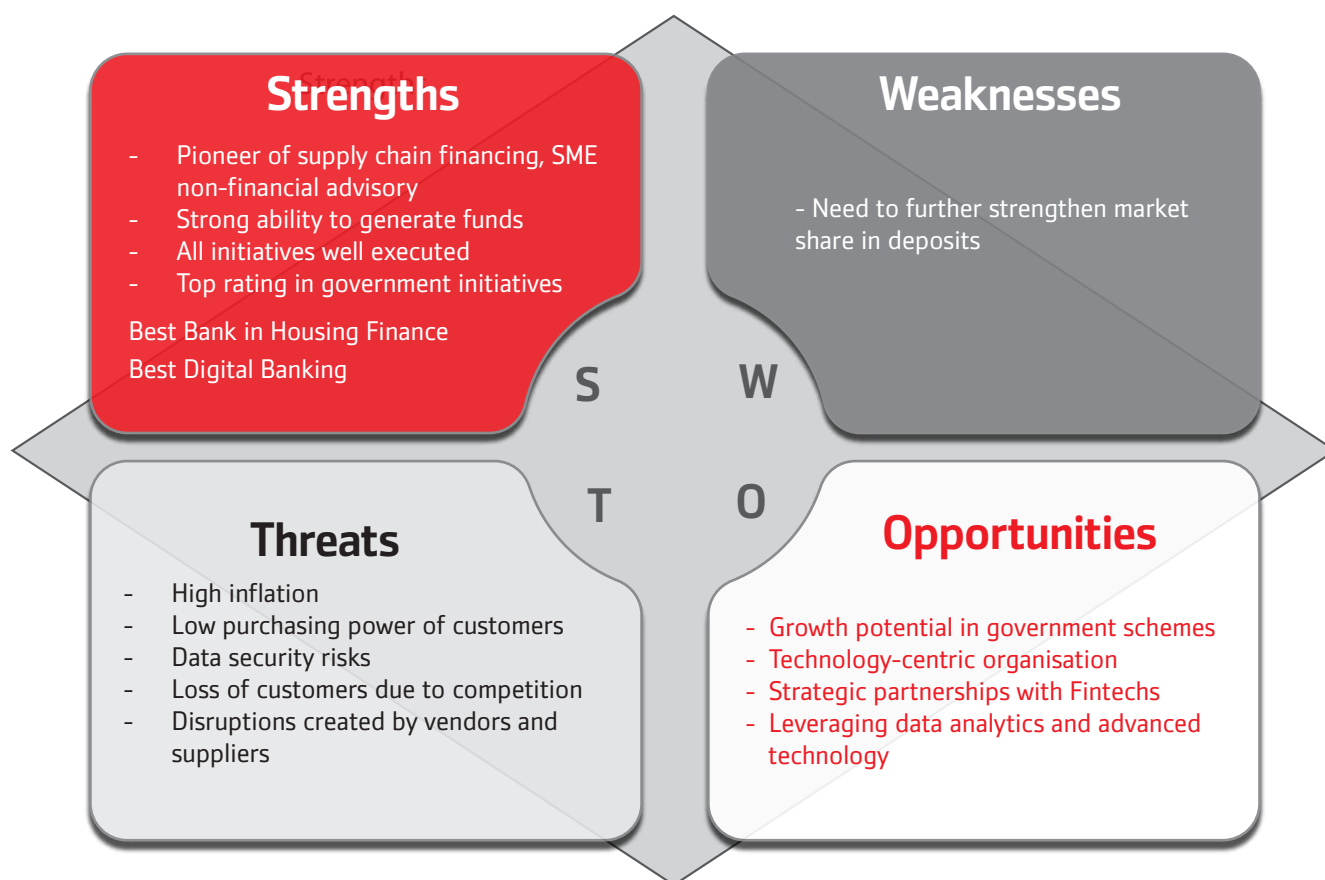 Strengths
Strengths
- Pioneer of supply chain financing, SME
non-financial advisory
- Strong ability to generate funds
- All initiatives well executed
- Top rating in government initiatives
Best Bank in Housing Finance
Best Digital Banking
Weaknesses
- Need to further strengthen market
share in deposits
S
W
T
O
Threats
- High inflation
- Low purchasing power of customers
- Data security risks
- Loss of customers due to competition
- Disruptions created by vendors and
suppliers
Opportunities
- Growth potential in government schemes
- Technology-centric organisation
- Strategic partnerships with Fintechs
- Leveraging data analytics and advanced
technology